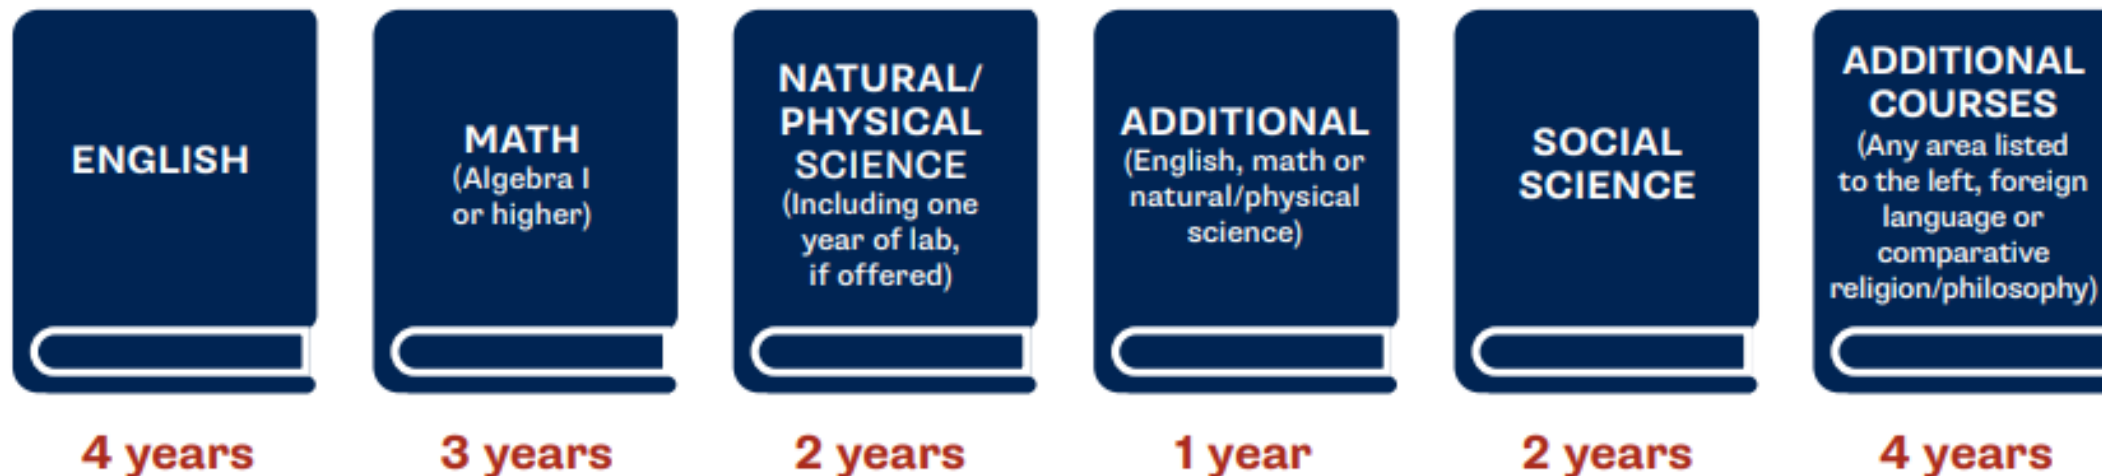 ENGLISH
4 years
MATH
(Algebra I
or higher)
3 years
NATURAL/
PHYSICAL
SCIENCE
(Including one
year of lab,
if offered)
2 years
ADDITIONAL
(English, math or
natural/physical
science)
1 year
SOCIAL
SCIENCE
2 years
ADDITIONAL
COURSES
(Any area listed
to the left, foreign
language or
comparative
religion/philosophy)
4 years